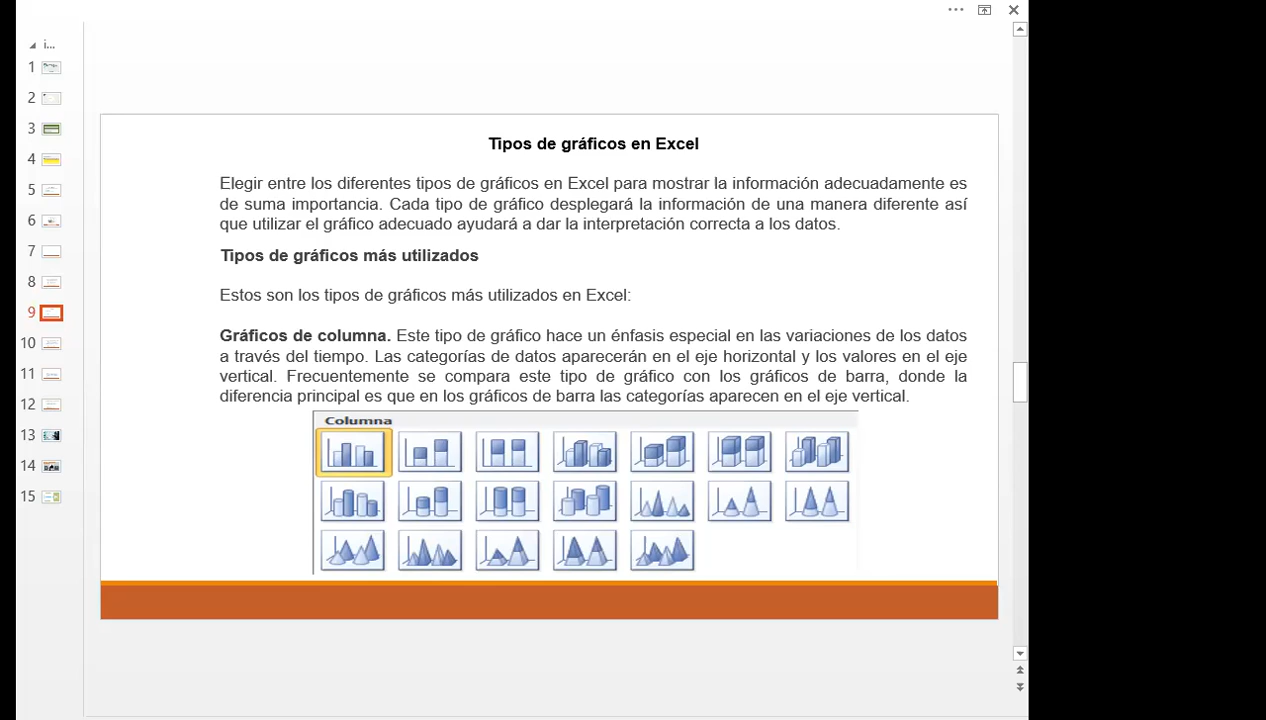 i...
1
2
3
4
5
6
7
8
9
10
11
12
13
14
15
Tipos de gráficos en Excel
Elegir entre los diferentes tipos de gráficos en Excel para mostrar la información adecuadamente es
de suma importancia. Cada tipo de gráfico desplegará la información de una manera diferente así
que utilizar el gráfico adecuado ayudará a dar la interpretación correcta a los datos.
Tipos de gráficos más utilizados
Estos son los tipos de gráficos más utilizados en Excel:
Gráficos de columna. Este tipo de gráfico hace un énfasis especial en las variaciones de los datos
a través del tiempo. Las categorías de datos aparecerán en el eje horizontal y los valores en el eje
vertical. Frecuentemente se compara este tipo de gráfico con los gráficos de barra, donde la
diferencia principal es que en los gráficos de barra las categorías aparecen en el eje vertical.
Columna